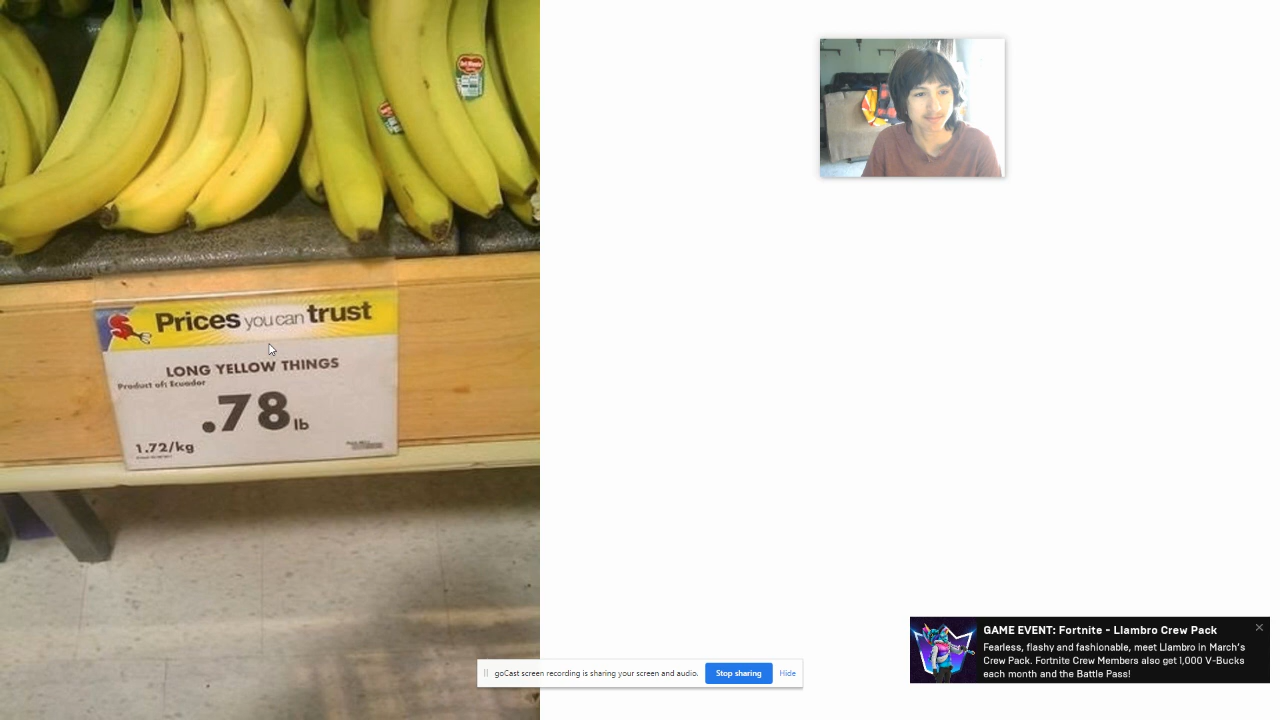 Prices you can trust
LONG YELLOW THINGS
Product of: Ecuador
.78 lb
1.72/kg
GAME EVENT: Fortnite - Llambro Crew Pack
Fearless, flashy and fashionable, meet Llambro in March's
Crew Pack. Fortnite Crew Members also get 1,000 V-Bucks
each month and the Battle Pass!
goCast screen recording is sharing your screen and audio.
Stop sharing
Hide